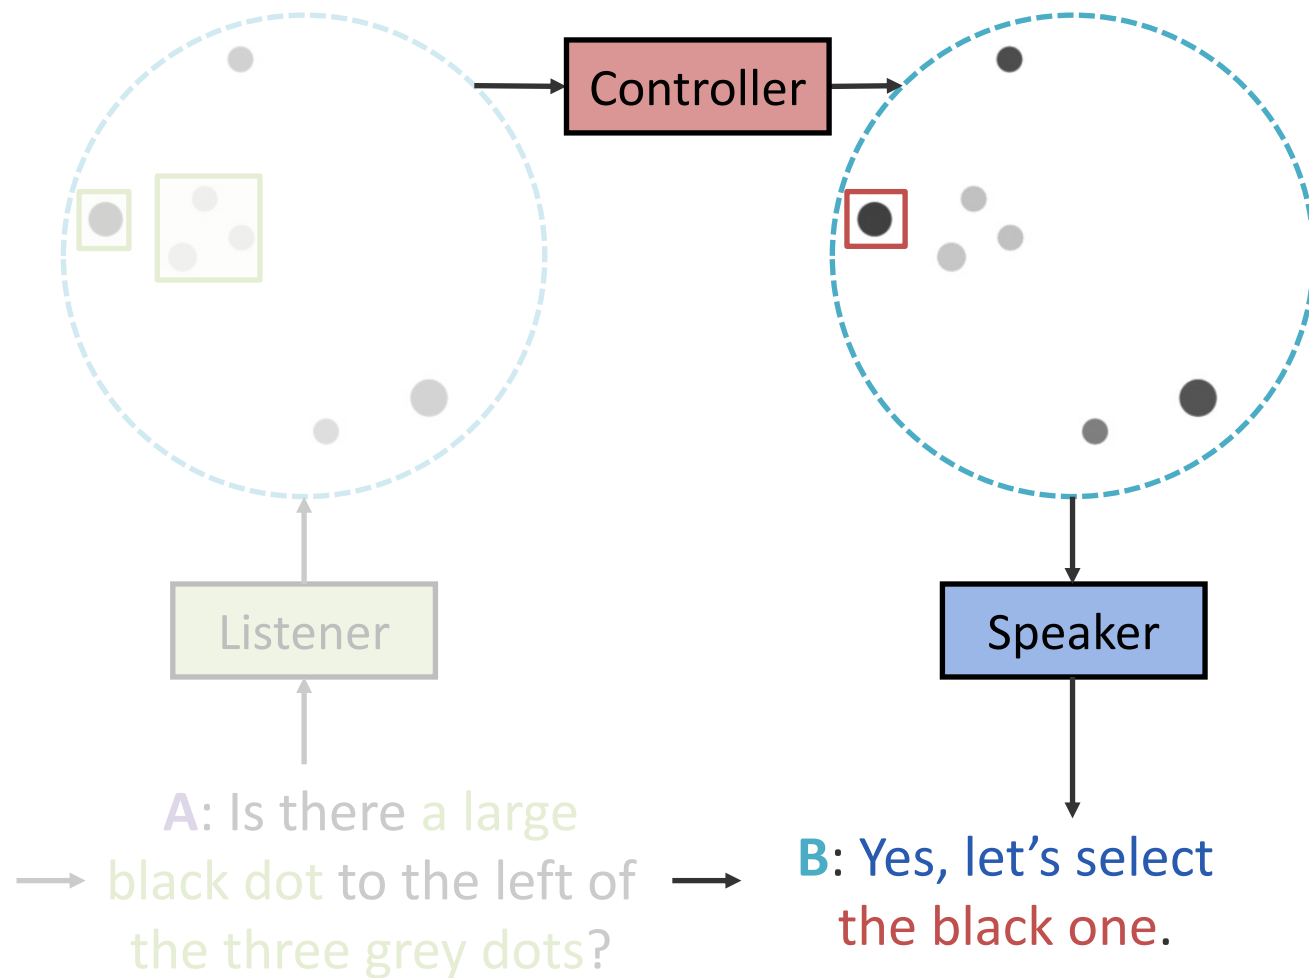 Controller
Listener
Speaker
A: Is there a large
black dot to the left of
the three grey dots?
B: Yes, let’s select
the black one.